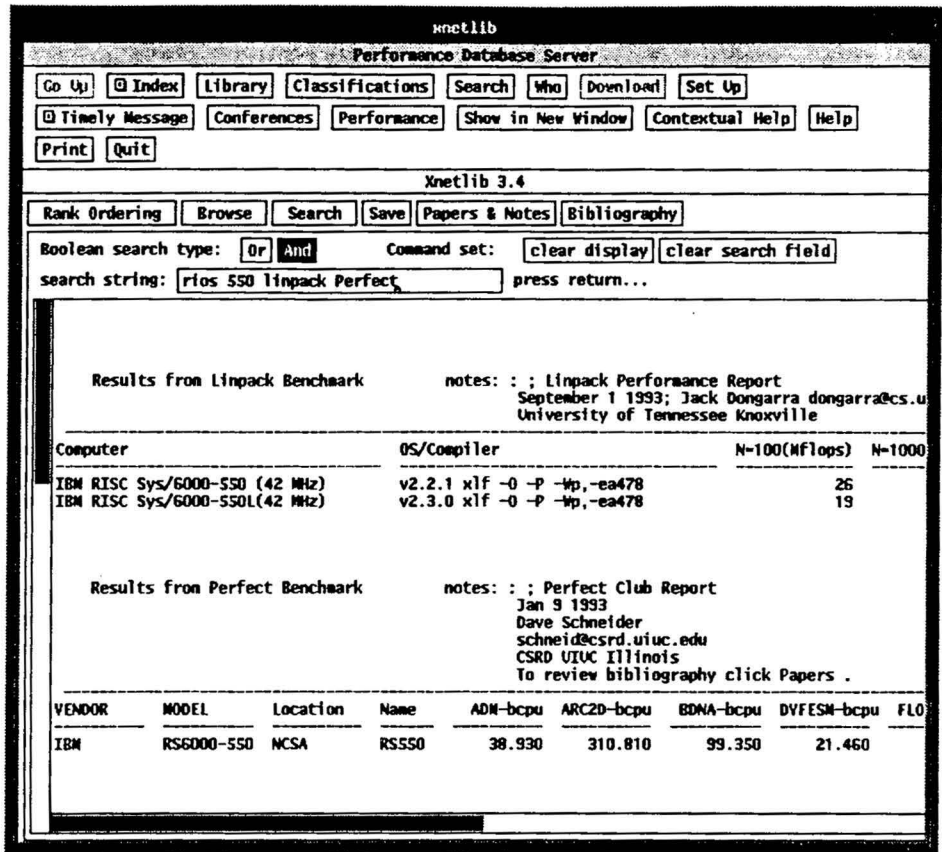 xnetlib
Performance Database Server
Go Up Index Library Classifications Search Who Download Set Up
Timely Message Conferences Performance Show in New Window Contextual Help Help
Print Quit
Xnetlib 3.4
Rank Ordering Browse Search Save Papers & Notes Bibliography
Boolean search type: Or And Command set: clear display clear search field
search string: rios 550 linpack Perfect press return...
Results from Linpack Benchmark notes: : ; Linpack Performance Report
September 1 1993; Jack Dongarra dongarra@cs.u
University of Tennessee Knoxville
Computer OS/Compiler N=100(Mflops) N=1000
IBM RISC Sys/6000-550 (42 MHz) v2.2.1 xlf -O -P -Wp,-ea478 26
IBM RISC Sys/6000-550L(42 MHz) v2.3.0 xlf -O -P -Wp,-ea478 19
Results from Perfect Benchmark notes: : ; Perfect Club Report
Jan 9 1993
Dave Schneider
schneid@csrd.uiuc.edu
CSRD UIUC Illinois
To review bibliography click Papers .
VENDOR MODEL Location Name ADM-bcpu ARC2D-bcpu BDNA-bcpu DYFESM-bcpu FLO
IBM RS6000-550 NCSA RS550 38.930 310.810 99.350 21.460